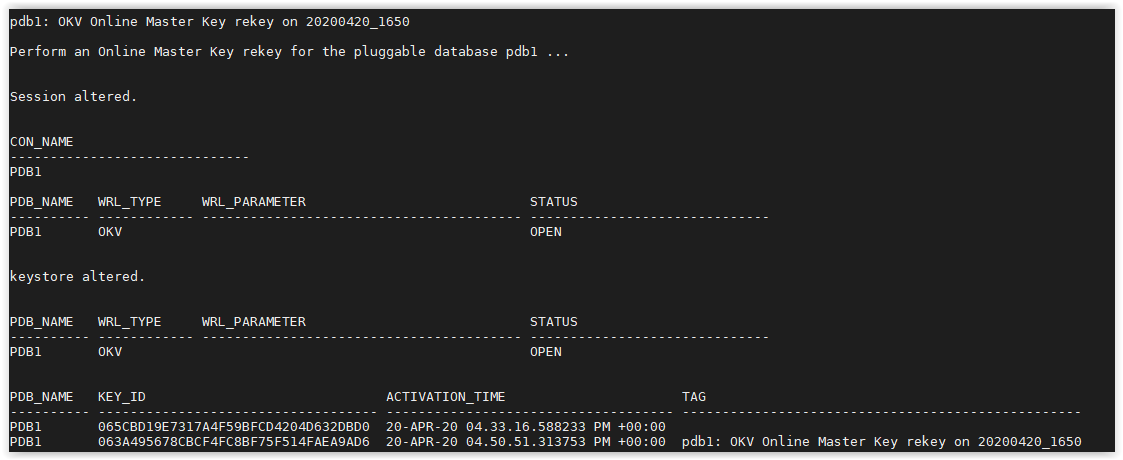 pdb1: OKV Online Master Key rekey on 20200420_1650
Perform an Online Master Key rekey for the pluggable database pdb1 ...
Session altered.
CON_NAME
------------------------------
PDB1
PDB_NAME   WRL_TYPE     WRL_PARAMETER                            STATUS
---------- ------------ ---------------------------------------- ------------------------------
PDB1       OKV                                                   OPEN
keystore altered.
PDB_NAME   WRL_TYPE     WRL_PARAMETER                            STATUS
---------- ------------ ---------------------------------------- ------------------------------
PDB1       OKV                                                   OPEN
PDB_NAME   KEY_ID                              ACTIVATION_TIME                      TAG
---------- ----------------------------------- ------------------------------------ --------------------------------------------------
PDB1       065CBD19E7317A4F59BFCD4204D632DBD0  20-APR-20 04.33.16.588233 PM +00:00
PDB1       063A495678CBCF4FC8BF75F514FAEA9AD6  20-APR-20 04.50.51.313753 PM +00:00  pdb1: OKV Online Master Key rekey on 20200420_1650